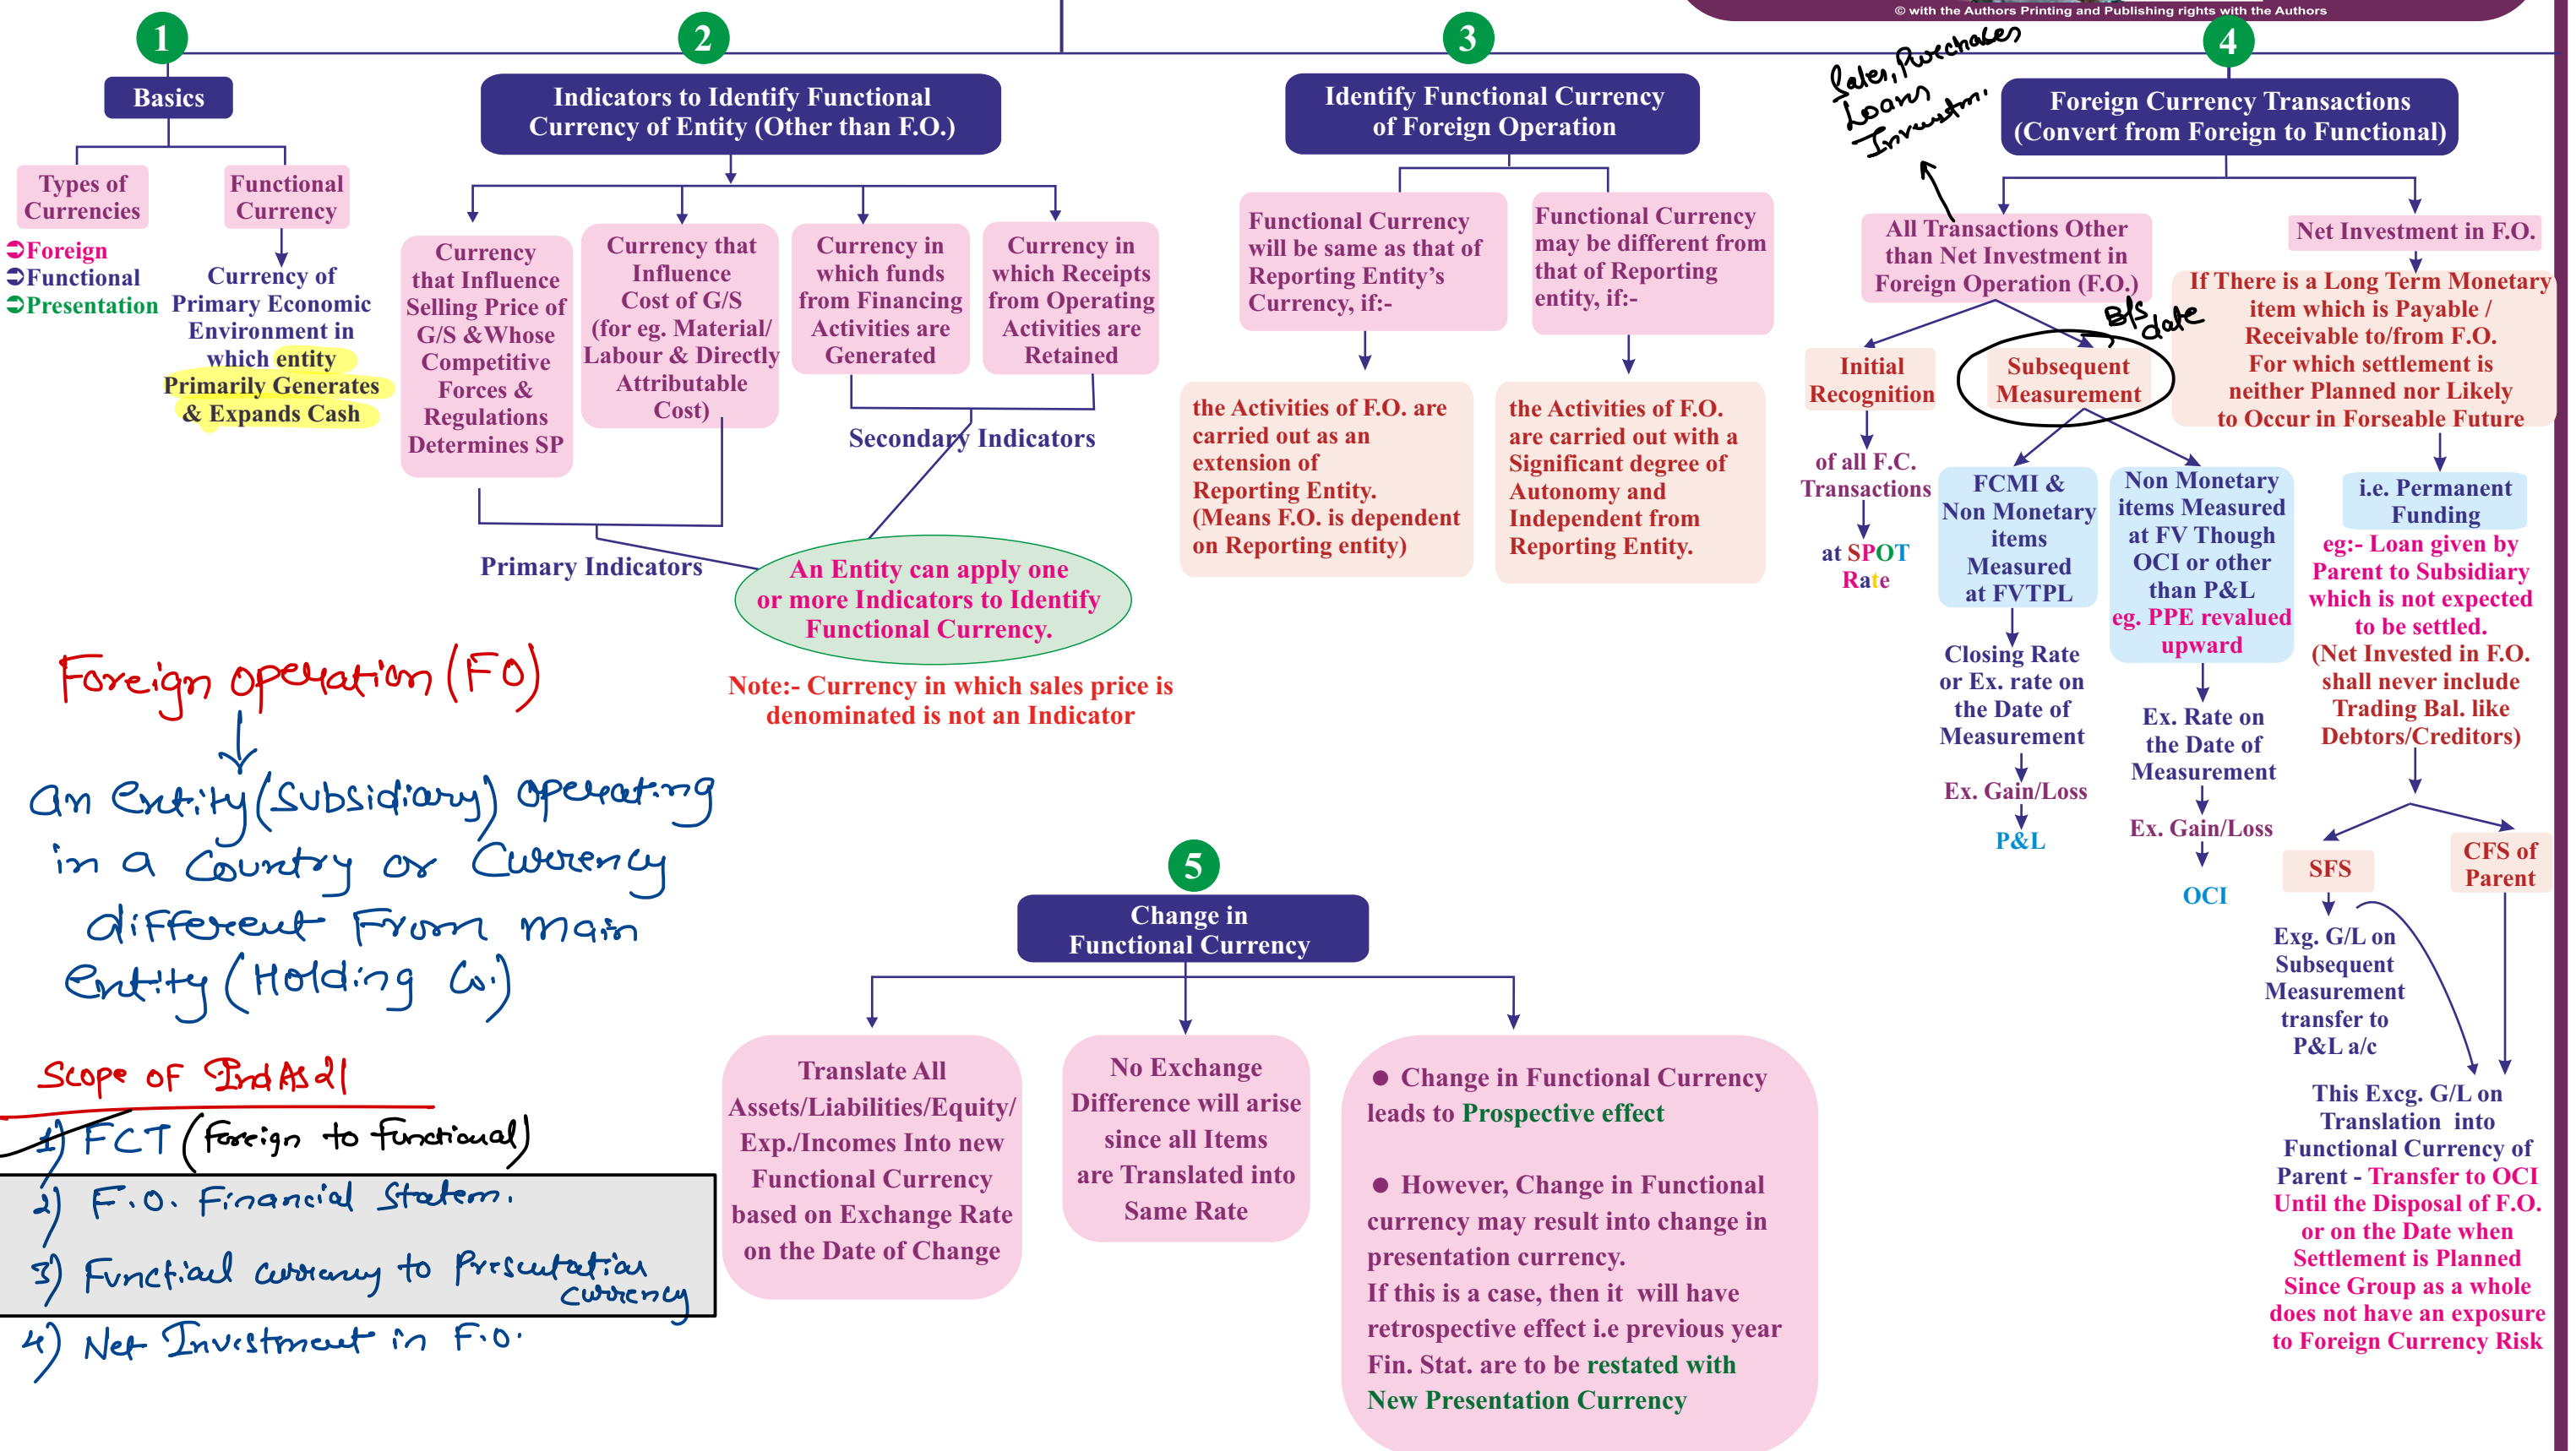 © with the Authors Printing and Publishing rights with the Authors
1
Basics
Types of
Currencies
Foreign
Functional
Presentation
Functional
Currency
Currency of
Primary Economic
Environment in
which entity
Primarily Generates
& Expands Cash
2
Indicators to Identify Functional
Currency of Entity (Other than F.O.)
Currency
that Influence
Selling Price of
G/S &Whose
Competitive
Forces &
Regulations
Determines SP
Currency that
Influence
Cost of G/S
(for eg. Material/
Labour & Directly
Attributable
Cost)
Currency in
which funds
from Financing
Activities are
Generated
Currency in
which Receipts
from Operating
Activities are
Retained
Secondary Indicators
Primary Indicators
An Entity can apply one
or more Indicators to Identify
Functional Currency.
Note:- Currency in which sales price is
denominated is not an Indicator
3
Identify Functional Currency
of Foreign Operation
Functional Currency
will be same as that of
Reporting Entity's
Currency, if:-
the Activities of F.O. are
carried out as an
extension of
Reporting Entity.
(Means F.O. is dependent
on Reporting entity)
Functional Currency
may be different from
that of Reporting
entity, if:-
the Activities of F.O.
are carried out with a
Significant degree of
Autonomy and
Independent from
Reporting Entity.
4
Foreign Currency Transactions
(Convert from Foreign to Functional)
Sales, Purchases
Loans
Investm.
All Transactions Other
than Net Investment in
Foreign Operation (F.O.)
B/s
date
Initial
Recognition
of all F.C.
Transactions
at SPOT
Rate
Subsequent
Measurement
FCMI &
Non Monetary
items
Measured
at FVTPL
Closing Rate
or Ex. rate on
the Date of
Measurement
Ex. Gain/Loss
P&L
Non Monetary
items Measured
at FV Though
OCI or other
than P&L
eg. PPE revalued
upward
Ex. Rate on
the Date of
Measurement
Ex. Gain/Loss
OCI
Net Investment in F.O.
If There is a Long Term Monetary
item which is Payable /
Receivable to/from F.O.
For which settlement is
neither Planned nor Likely
to Occur in Forseable Future
i.e. Permanent
Funding
eg:- Loan given by
Parent to Subsidiary
which is not expected
to be settled.
(Net Invested in F.O.
shall never include
Trading Bal. like
Debtors/Creditors)
SFS
Exg. G/L on
Subsequent
Measurement
transfer to
P&L a/c
CFS of
Parent
This Excg. G/L on
Translation into
Functional Currency of
Parent - Transfer to OCI
Until the Disposal of F.O.
or on the Date when
Settlement is Planned
Since Group as a whole
does not have an exposure
to Foreign Currency Risk
Foreign operation (FO)
an entity (subsidiary) operating
in a country or currency
different from main
entity (Holding Co.)
Scope of IndAs 21
1) FCT (foreign to functional)
2) F.O. Financial Statem.
3) Functial currency to Presentation
currency
4) Net Investment in F.O.
5
Change in
Functional Currency
Translate All
Assets/Liabilities/Equity/
Exp./Incomes Into new
Functional Currency
based on Exchange Rate
on the Date of Change
No Exchange
Difference will arise
since all Items
are Translated into
Same Rate
● Change in Functional Currency
leads to Prospective effect
● However, Change in Functional
currency may result into change in
presentation currency.
If this is a case, then it will have
retrospective effect i.e previous year
Fin. Stat. are to be restated with
New Presentation Currency